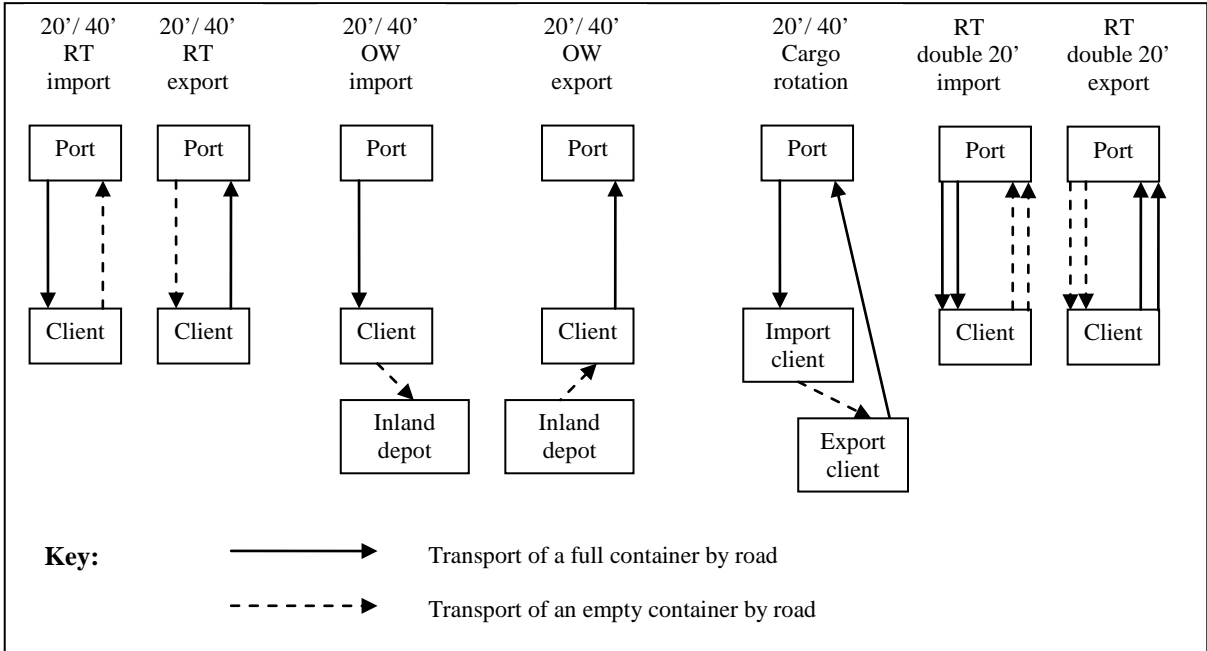 20’/ 40’
RT
import
20’/ 40’
RT
export
20’/ 40’
OW
import
20’/ 40’
OW
export
20’/ 40’
Cargo
rotation
RT
double 20’
import
RT
double 20’
export
Port
Port
Port
Port
Port
Port
Port
Client
Client
Client
Client
Import
client
Client
Client
Inland
depot
Inland
depot
Export
client
Key:
Transport of a full container by road
Transport of an empty container by road